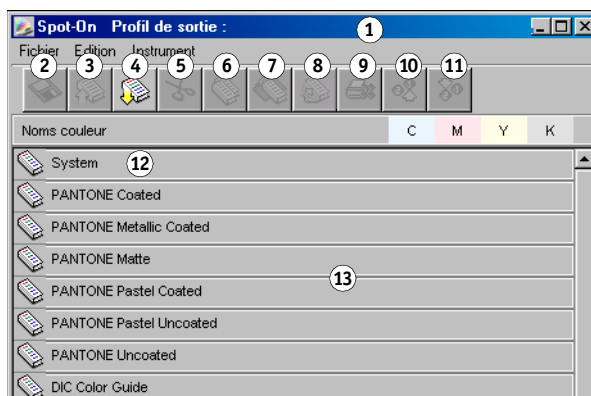 Spot-On Profil de sortie : 1
Fichier Edition Instrument
2 3 4 5 6 7 8 9 10 11
Noms couleur C M Y K
System 12
PANTONE Coated
PANTONE Metallic Coated
PANTONE Matte
PANTONE Pastel Coated 13
PANTONE Pastel Uncoated
PANTONE Uncoated
DIC Color Guide